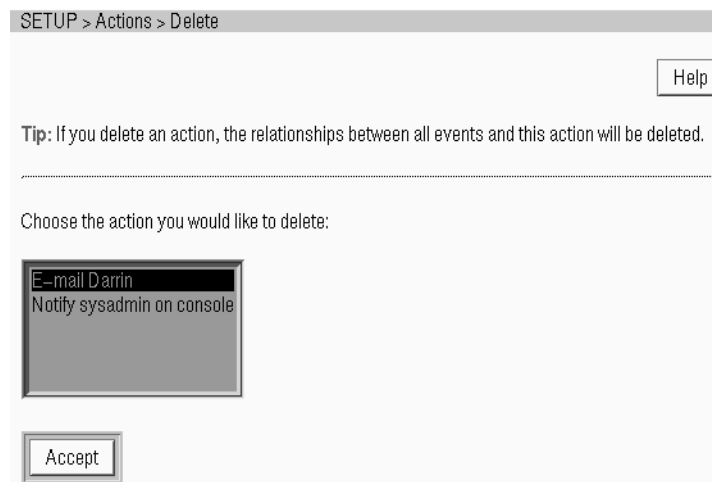 SETUP > Actions > Delete
Help
Tip: If you delete an action, the relationships between all events and this action will be deleted.
Choose the action you would like to delete:
E-mail Darrin
Notify sysadmin on console
Accept